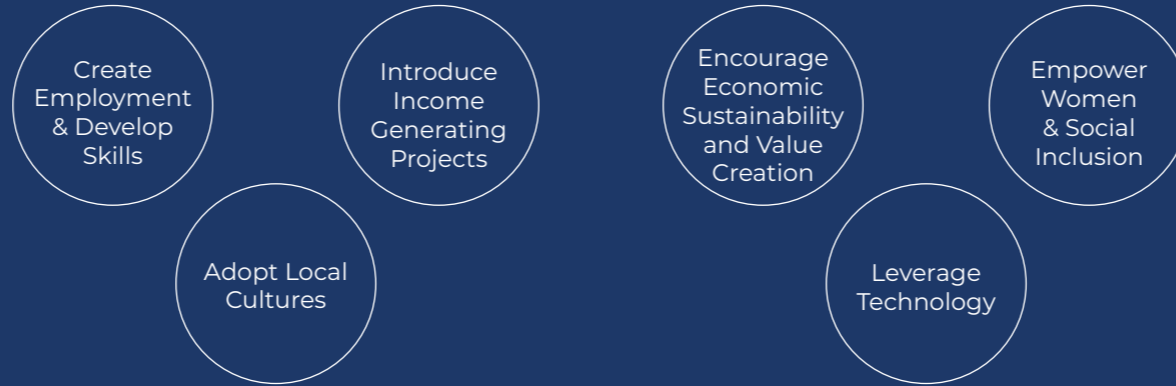 Create
Employment
& Develop
Skills
Introduce
Income
Generating
Projects
Encourage
Economic
Sustainability
and Value
Creation
Empower
Women
& Social
Inclusion
Adopt Local
Cultures
Leverage
Technology